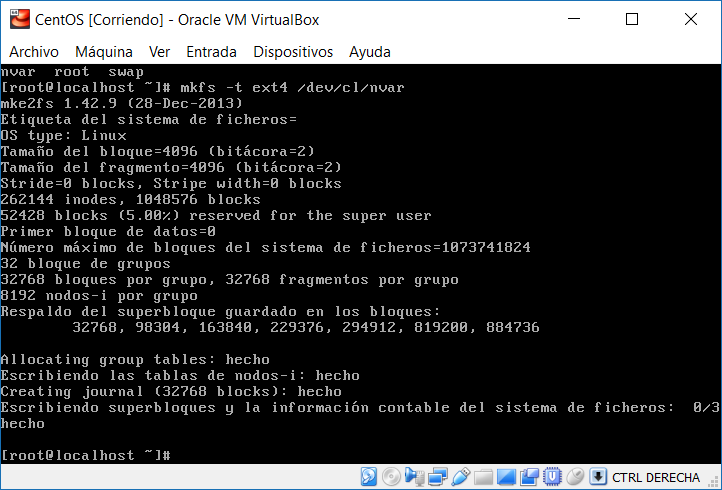 CentOS [Corriendo] - Oracle VM VirtualBox
Archivo Máquina Ver Entrada Dispositivos Ayuda
nvar root swap
[root@localhost ~]# mkfs -t ext4 /dev/cl/nvar
mke2fs 1.42.9 (28-Dec-2013)
Etiqueta del sistema de ficheros=
OS type: Linux
Tamaño del bloque=4096 (bitácora=2)
Tamaño del fragmento=4096 (bitácora=2)
Stride=0 blocks, Stripe width=0 blocks
262144 inodes, 1048576 blocks
52428 blocks (5.00%) reserved for the super user
Primer bloque de datos=0
Número máximo de bloques del sistema de ficheros=1073741824
32 bloque de grupos
32768 bloques por grupo, 32768 fragmentos por grupo
8192 nodos-i por grupo
Respaldo del superbloque guardado en los bloques:
32768, 98304, 163840, 229376, 294912, 819200, 884736
Allocating group tables: hecho
Escribiendo las tablas de nodos-i: hecho
Creating journal (32768 blocks): hecho
Escribiendo superbloques y la información contable del sistema de ficheros: 0/3
hecho
[root@localhost ~]#
CTRL DERECHA